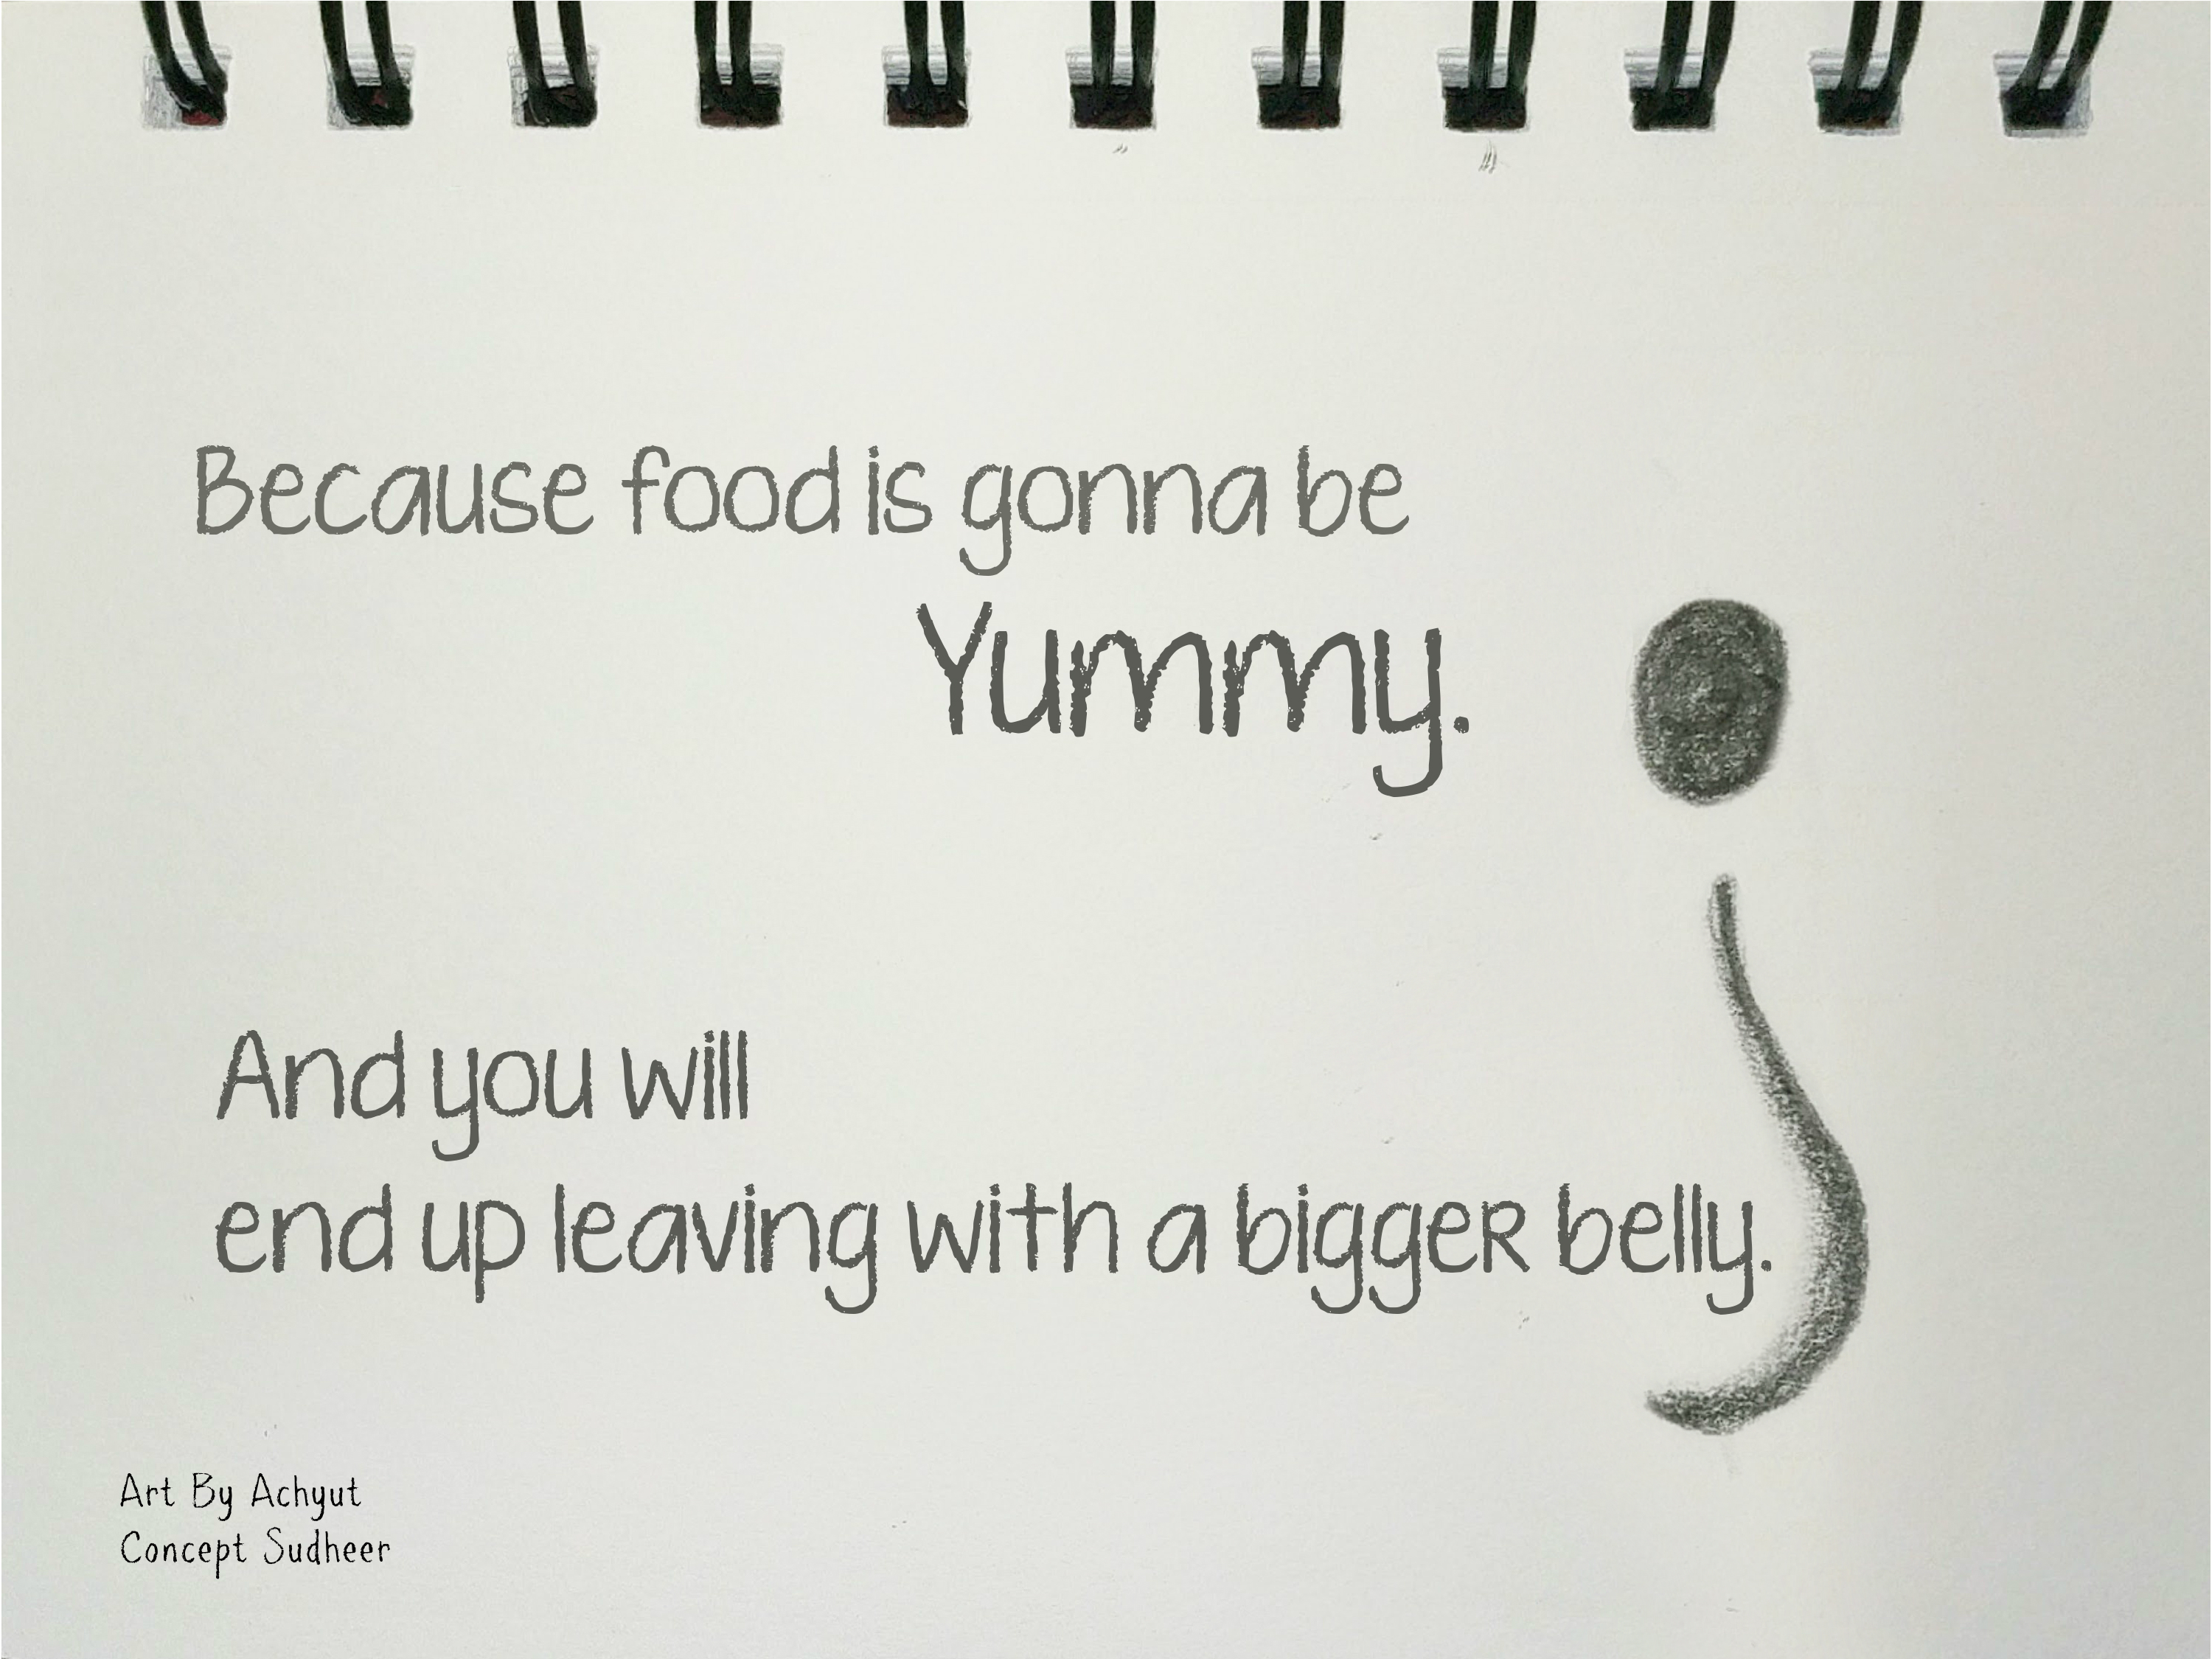 Because food is gonna be
Yummy.
And you will
end up leaving with a bigger belly.
Art By Achyut
Concept Sudheer